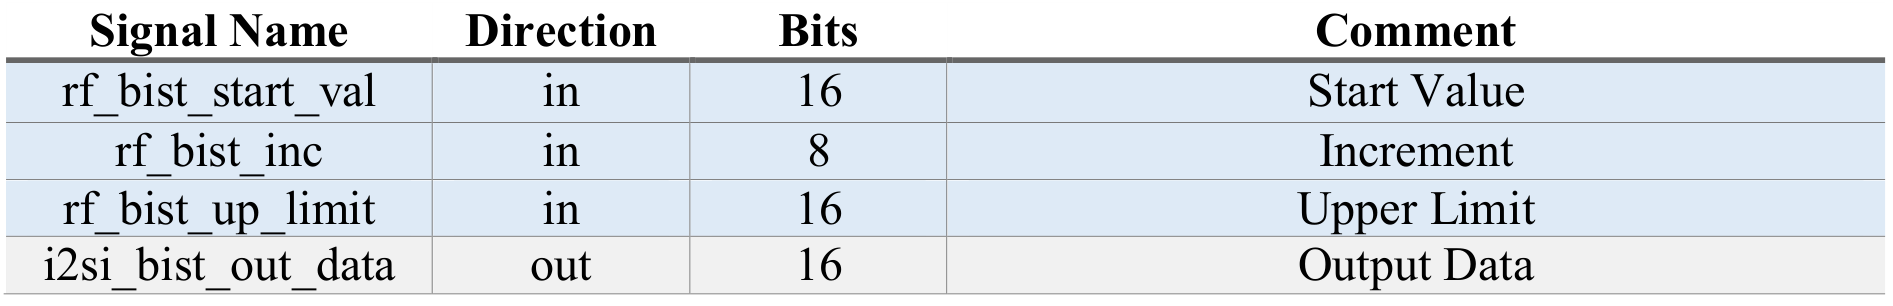 Signal Name Direction Bits Comment
rf_bist_start_val in 16 Start Value
rf_bist_inc in 8 Increment
rf_bist_up_limit in 16 Upper Limit
i2si_bist_out_data out 16 Output Data